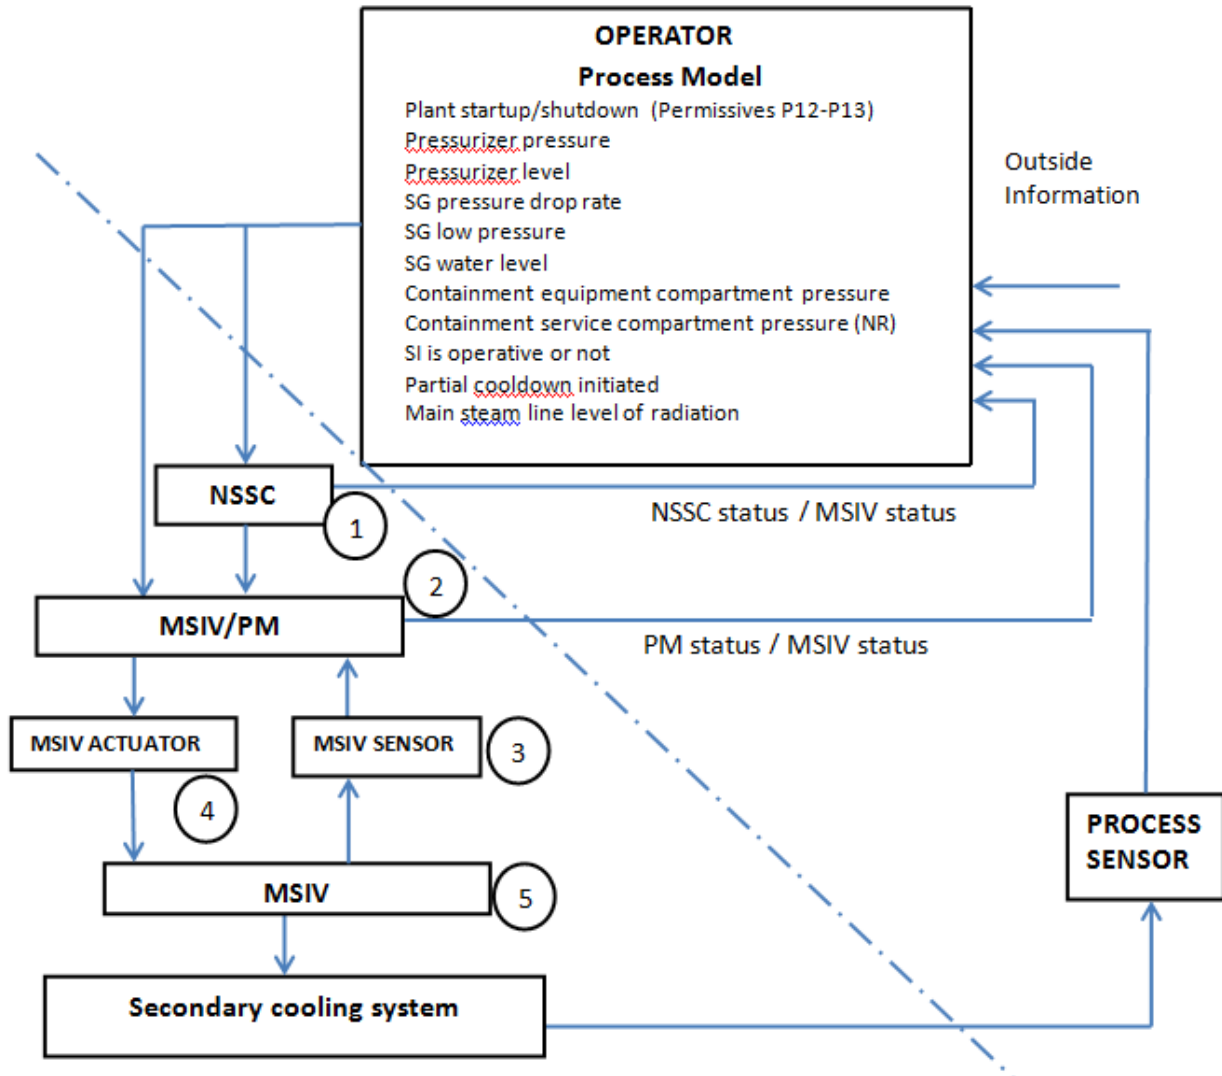 OPERATOR
Process Model
Plant startup/shutdown (Permissives P12-P13)
Pressurizer pressure
Pressurizer level
SG pressure drop rate
SG low pressure
SG water level
Containment equipment compartment pressure
Containment service compartment pressure (NR)
SI is operative or not
Partial cooldown initiated
Main steam line level of radiation
Outside
Information
NSSC
1
NSSC status / MSIV status
2
MSIV/PM
PM status / MSIV status
MSIV ACTUATOR
MSIV SENSOR
3
4
PROCESS
SENSOR
MSIV
5
Secondary cooling system